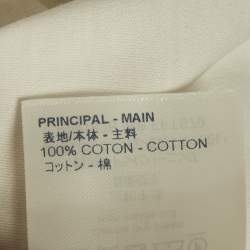 PRINCIPAL - MAIN
表地/本体 - 主料
100% COTON - COTTON
コットン - 棉